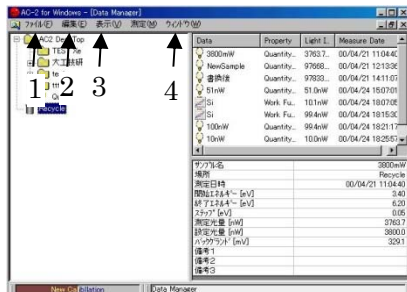 AC-2 for Windows - [Data Manager]
ファイル(F) 編集(E) 表示(V) 測定(M) ウィンドウ(W)
AC2 DeskTop
TEST Xe
大工技研
te
ttt
Recycle
1 2 3 4
Data Property Light I.. Measure Date
3800mW Quantity.. 3763.7.. 00/04/21 11:04:40
NewSample Quantity.. 97668... 00/04/21 12:13:36
書換後 Quantity.. 97833... 00/04/21 14:11:07
51nW Quantity.. 51.0nW 00/04/24 15:07:01
Si Work Fu.. 10.1nW 00/04/24 18:07:05
Si Work Fu.. 99.4nW 00/04/24 18:15:30
100nW Quantity.. 99.4nW 00/04/24 18:21:17
10nW Quantity.. 10.0nW 00/04/24 18:25:57
サンプル名 3800mW
場所 Recycle
測定日時 00/04/21 11:04:40
開始エネルギー [eV] 3.40
終了エネルギー [eV] 6.20
ステップ [eV] 0.05
測定光量 [nW] 3763.7
設定光量 [nW] 3800.0
バックグランド [nW] 329.1
備考1
備考2
備考3
Data Manager